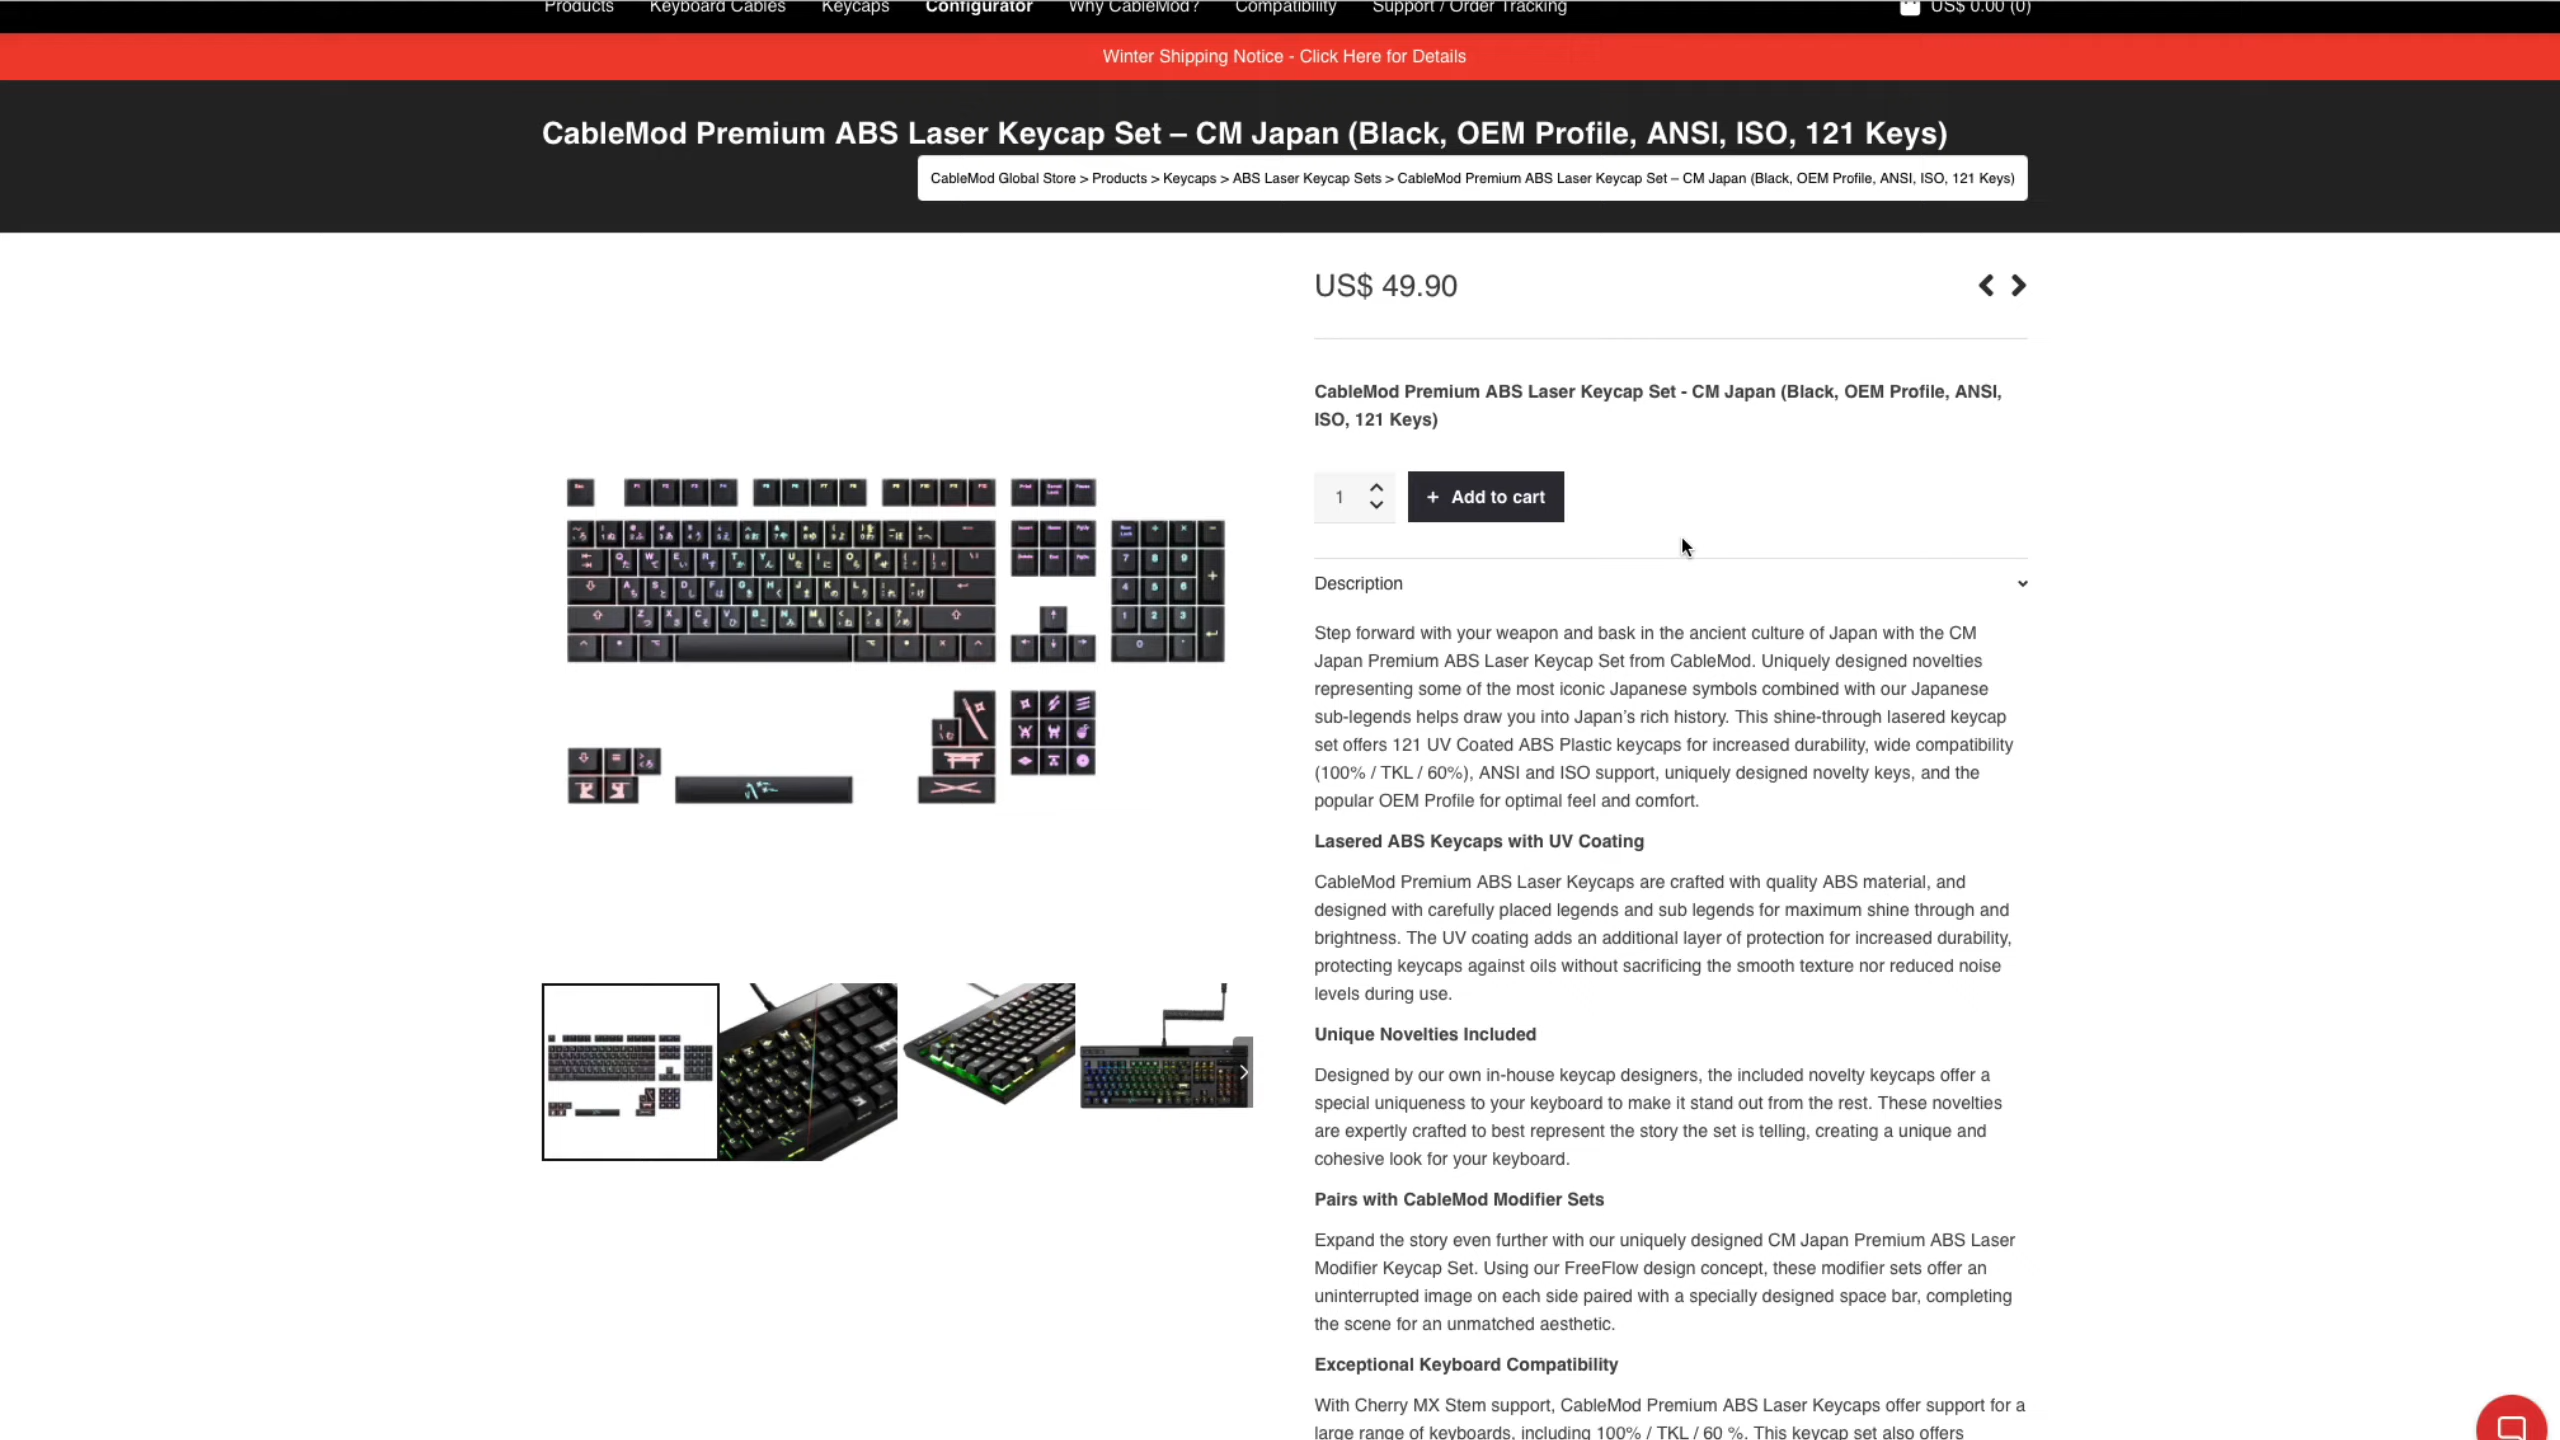 Products Keyboard Cables Keycaps Configurator Why CableMod? Compatibility Support / Order Tracking US$ 0.00 (0)
Winter Shipping Notice - Click Here for Details
CableMod Premium ABS Laser Keycap Set – CM Japan (Black, OEM Profile, ANSI, ISO, 121 Keys)
CableMod Global Store > Products > Keycaps > ABS Laser Keycap Sets > CableMod Premium ABS Laser Keycap Set – CM Japan (Black, OEM Profile, ANSI, ISO, 121 Keys)
US$ 49.90
CableMod Premium ABS Laser Keycap Set - CM Japan (Black, OEM Profile, ANSI,
ISO, 121 Keys)
1 + Add to cart
Description
Step forward with your weapon and bask in the ancient culture of Japan with the CM
Japan Premium ABS Laser Keycap Set from CableMod. Uniquely designed novelties
representing some of the most iconic Japanese symbols combined with our Japanese
sub-legends helps draw you into Japan’s rich history. This shine-through lasered keycap
set offers 121 UV Coated ABS Plastic keycaps for increased durability, wide compatibility
(100% / TKL / 60%), ANSI and ISO support, uniquely designed novelty keys, and the
popular OEM Profile for optimal feel and comfort.
Lasered ABS Keycaps with UV Coating
CableMod Premium ABS Laser Keycaps are crafted with quality ABS material, and
designed with carefully placed legends and sub legends for maximum shine through and
brightness. The UV coating adds an additional layer of protection for increased durability,
protecting keycaps against oils without sacrificing the smooth texture nor reduced noise
levels during use.
Unique Novelties Included
Designed by our own in-house keycap designers, the included novelty keycaps offer a
special uniqueness to your keyboard to make it stand out from the rest. These novelties
are expertly crafted to best represent the story the set is telling, creating a unique and
cohesive look for your keyboard.
Pairs with CableMod Modifier Sets
Expand the story even further with our uniquely designed CM Japan Premium ABS Laser
Modifier Keycap Set. Using our FreeFlow design concept, these modifier sets offer an
uninterrupted image on each side paired with a specially designed space bar, completing
the scene for an unmatched aesthetic.
Exceptional Keyboard Compatibility
With Cherry MX Stem support, CableMod Premium ABS Laser Keycaps offer support for a
large range of keyboards, including 100% / TKL / 60 %. This keycap set also offers